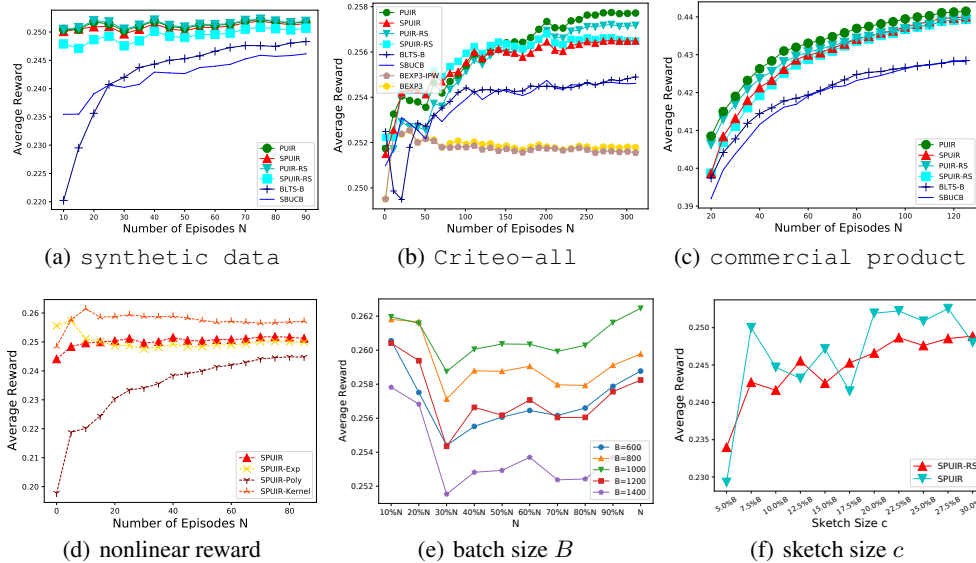 Average Reward
0.250
0.245
0.240
0.235
0.230
0.225
0.220
PUIR
SPUIR
PUIR-RS
SPUIR-RS
BLTS-B
SBUCB
10 20 30 40 50 60 70 80 90
Number of Episodes N
(a) synthetic data
Average Reward
0.258
0.256
0.254
0.252
0.250
PUIR
SPUIR
PUIR-RS
SPUIR-RS
BLTS-B
SBUCB
BEXP3-IPW
BEXP3
0 50 100 150 200 250 300
Number of Episodes N
(b) Criteo-all
Average Reward
0.44
0.43
0.42
0.41
0.40
0.39
PUIR
SPUIR
PUIR-RS
SPUIR-RS
BLTS-B
SBUCB
20 40 60 80 100 120
Number of Episodes N
(c) commercial product
Average Reward
0.26
0.25
0.24
0.23
0.22
0.21
0.20
SPUIR
SPUIR-Exp
SPUIR-Poly
SPUIR-Kernel
0 20 40 60 80
Number of Episodes N
(d) nonlinear reward
Average Reward
0.262
0.260
0.258
0.256
0.254
0.252
B=600
B=800
B=1000
B=1200
B=1400
10%N 20%N 30%N 40%N 50%N 60%N 70%N 80%N 90%N N
N
(e) batch size B
Average Reward
0.250
0.245
0.240
0.235
0.230
SPUIR-RS
SPUIR
5.0%B 7.5%B 10.0%B 12.5%B 15.0%B 17.5%B 20.0%B 22.5%B 25.0%B 27.5%B 30.0%B
Sketch Size c
(f) sketch size c